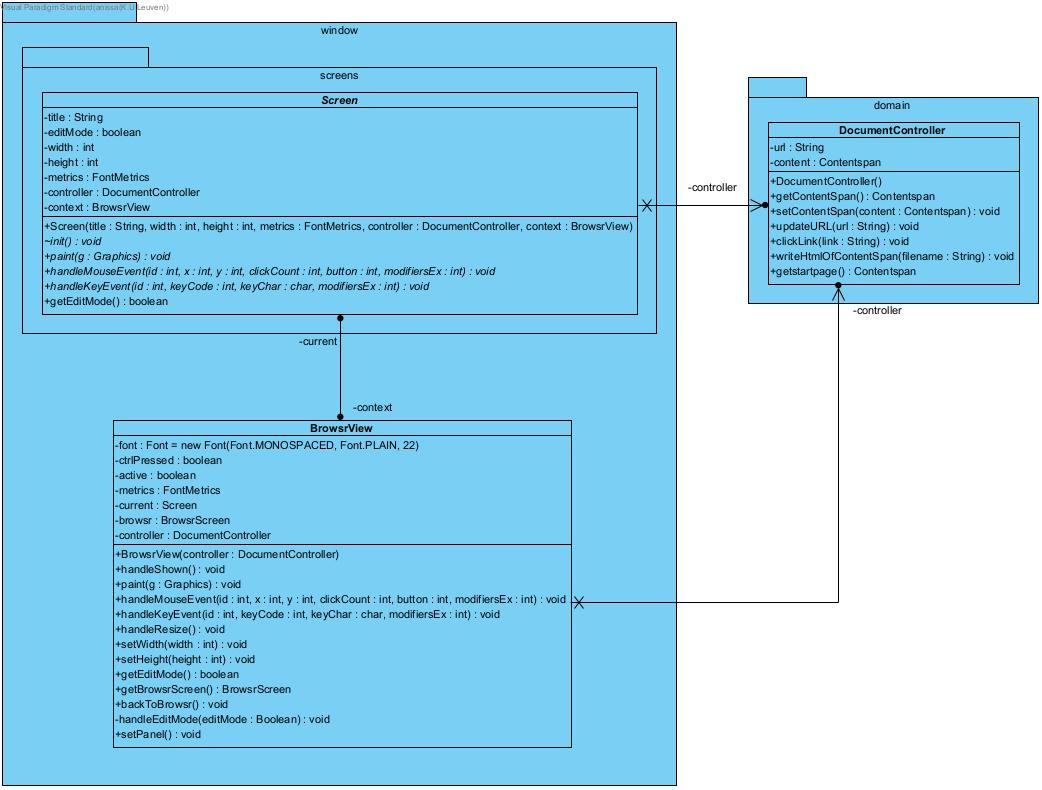 Visual Paradigm Standard(anissa(K.U.Leuven))
window
screens
Screen
-title : String
-editMode : boolean
-width : int
-height : int
-metrics : FontMetrics
-controller : DocumentController
-context : BrowsrView
+Screen(title : String, width : int, height : int, metrics : FontMetrics, controller : DocumentController, context : BrowsrView)
~init() : void
+paint(g : Graphics) : void
+handleMouseEvent(id : int, x : int, y : int, clickCount : int, button : int, modifiersEx : int) : void
+handleKeyEvent(id : int, keyCode : int, keyChar : char, modifiersEx : int) : void
+getEditMode() : boolean
-controller
domain
DocumentController
-url : String
-content : Contentspan
+DocumentController()
+getContentSpan() : Contentspan
+setContentSpan(content : Contentspan) : void
+updateURL(url : String) : void
+clickLink(link : String) : void
+writeHtmlOfContentSpan(filename : String) : void
+getstartpage() : Contentspan
-controller
-current
-context
BrowsrView
-font : Font = new Font(Font.MONOSPACED, Font.PLAIN, 22)
-ctrlPressed : boolean
-active : boolean
-metrics : FontMetrics
-current : Screen
-browsr : BrowsrScreen
-controller : DocumentController
+BrowsrView(controller : DocumentController)
+handleShown() : void
+paint(g : Graphics) : void
+handleMouseEvent(id : int, x : int, y : int, clickCount : int, button : int, modifiersEx : int) : void
+handleKeyEvent(id : int, keyCode : int, keyChar : char, modifiersEx : int) : void
+handleResize() : void
+setWidth(width : int) : void
+setHeight(height : int) : void
+getEditMode() : boolean
+getBrowsrScreen() : BrowsrScreen
+backToBrowsr() : void
-handleEditMode(editMode : Boolean) : void
+setPanel() : void